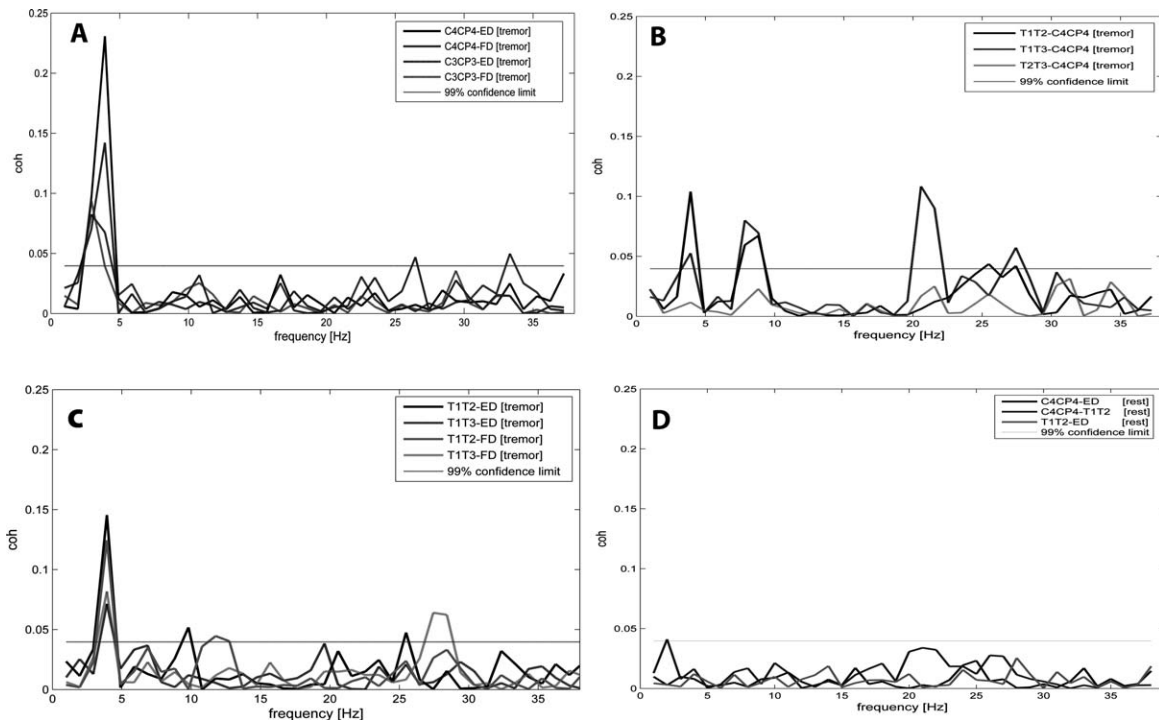 A
C4CP4-ED [tremor]
C4CP4-FD [tremor]
C3CP3-ED [tremor]
C3CP3-FD [tremor]
99% confidence limit
0.25
0.2
0.15
0.1
0.05
0
coh
0 5 10 15 20 25 30 35
frequency [Hz]
B
T1T2-C4CP4 [tremor]
T1T3-C4CP4 [tremor]
T2T3-C4CP4 [tremor]
99% confidence limit
0.25
0.2
0.15
0.1
0.05
0
coh
0 5 10 15 20 25 30 35
frequency [Hz]
C
T1T2-ED [tremor]
T1T3-ED [tremor]
T1T2-FD [tremor]
T1T3-FD [tremor]
99% confidence limit
0.25
0.2
0.15
0.1
0.05
0
coh
0 5 10 15 20 25 30 35
frequency [Hz]
D
C4CP4-ED [rest]
C4CP4-T1T2 [rest]
T1T2-ED [rest]
99% confidence limit
0.25
0.2
0.15
0.1
0.05
0
coh
0 5 10 15 20 25 30 35
frequency [Hz]